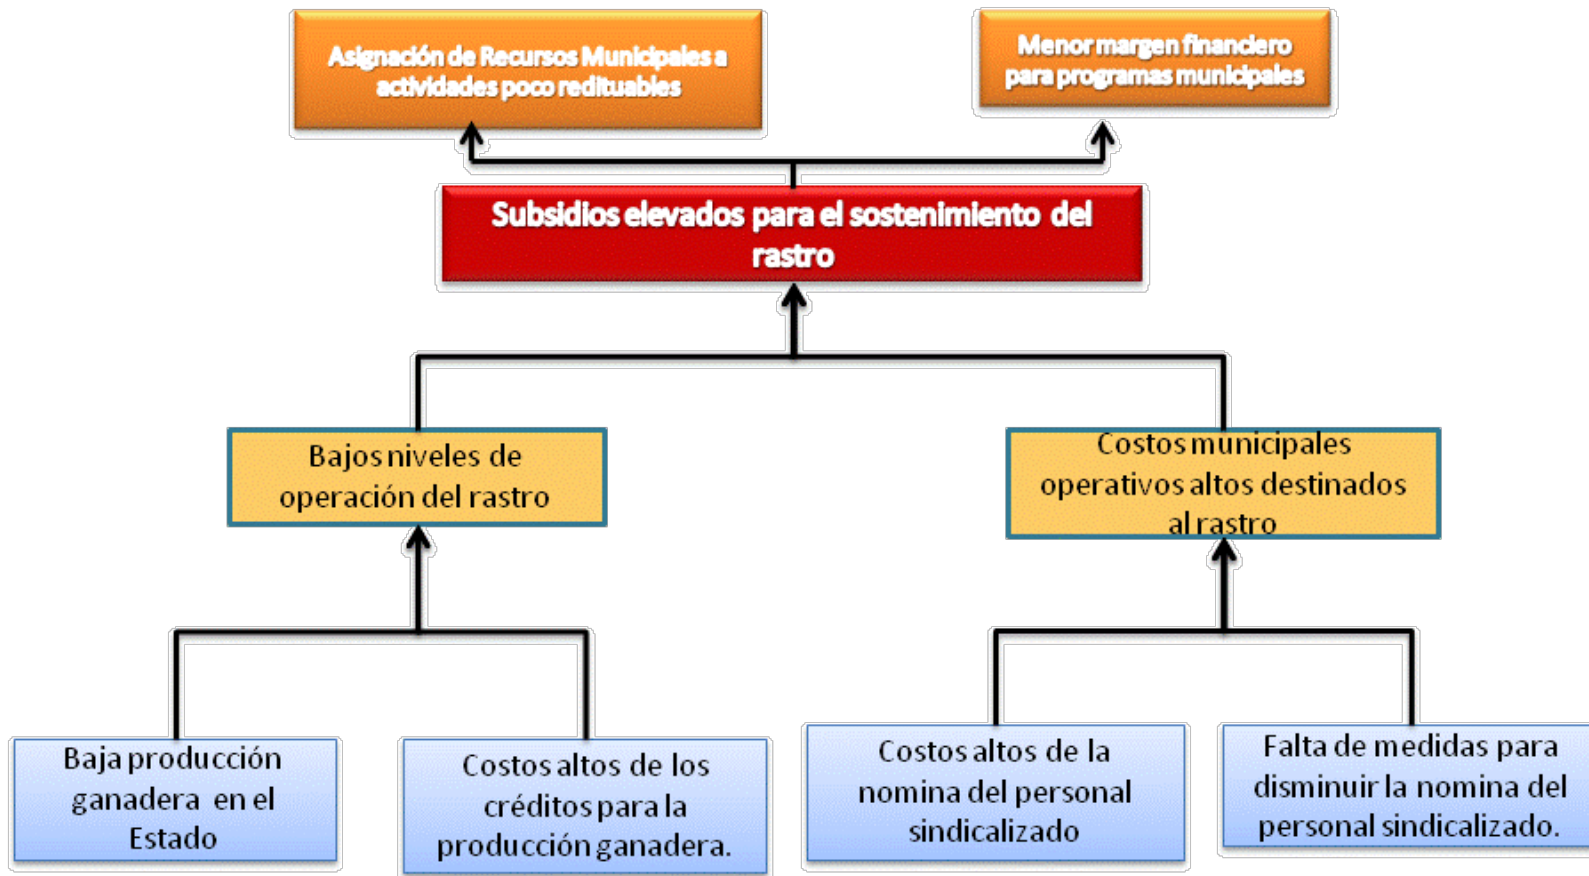 Asignación de Recursos Municipales a
actividades poco redituables
Menor margen financiero
para programas municipales
Subsidios elevados para el sostenimiento del
rastro
Bajos niveles de
operación del rastro
Costos municipales
operativos altos destinados
al rastro
Baja producción
ganadera en el
Estado
Costos altos de los
créditos para la
producción ganadera.
Costos altos de la
nomina del personal
sindicalizado
Falta de medidas para
disminuir la nomina del
personal sindicalizado.